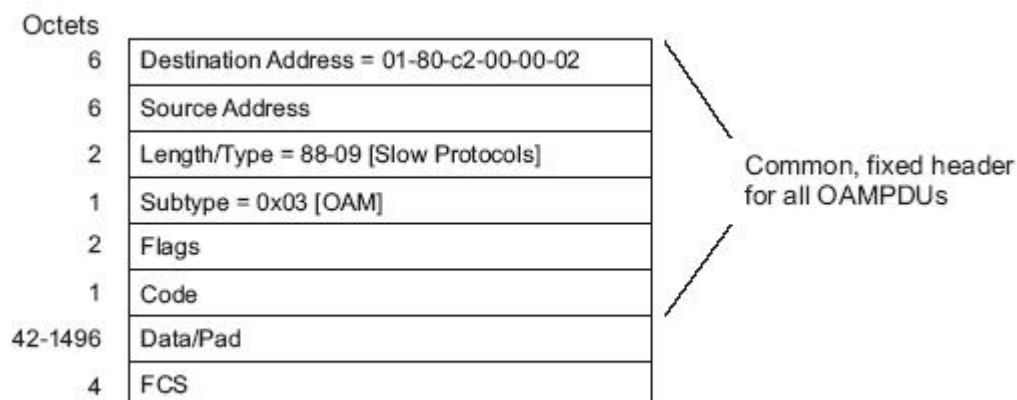 Octets
6 Destination Address = 01-80-c2-00-00-02
6 Source Address
2 Length/Type = 88-09 [Slow Protocols]
1 Subtype = 0x03 [OAM]
2 Flags
1 Code
42-1496 Data/Pad
4 FCS
Common, fixed header
for all OAMPDUs